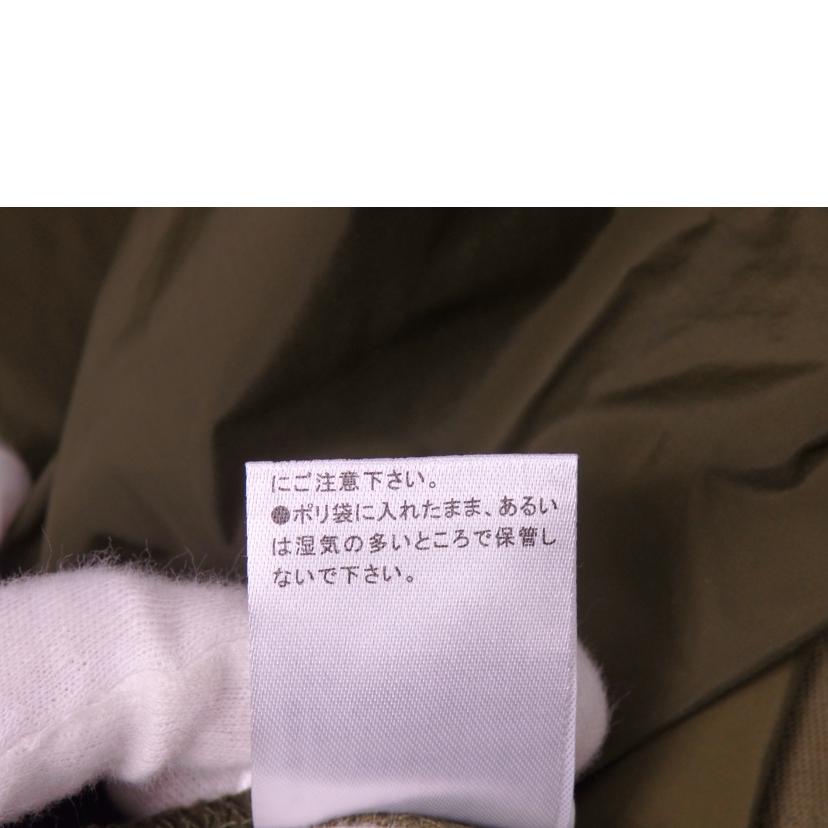 にご注意下さい。
●ポリ袋に入れたまま、あるい
は湿気の多いところで保管し
ないで下さい。